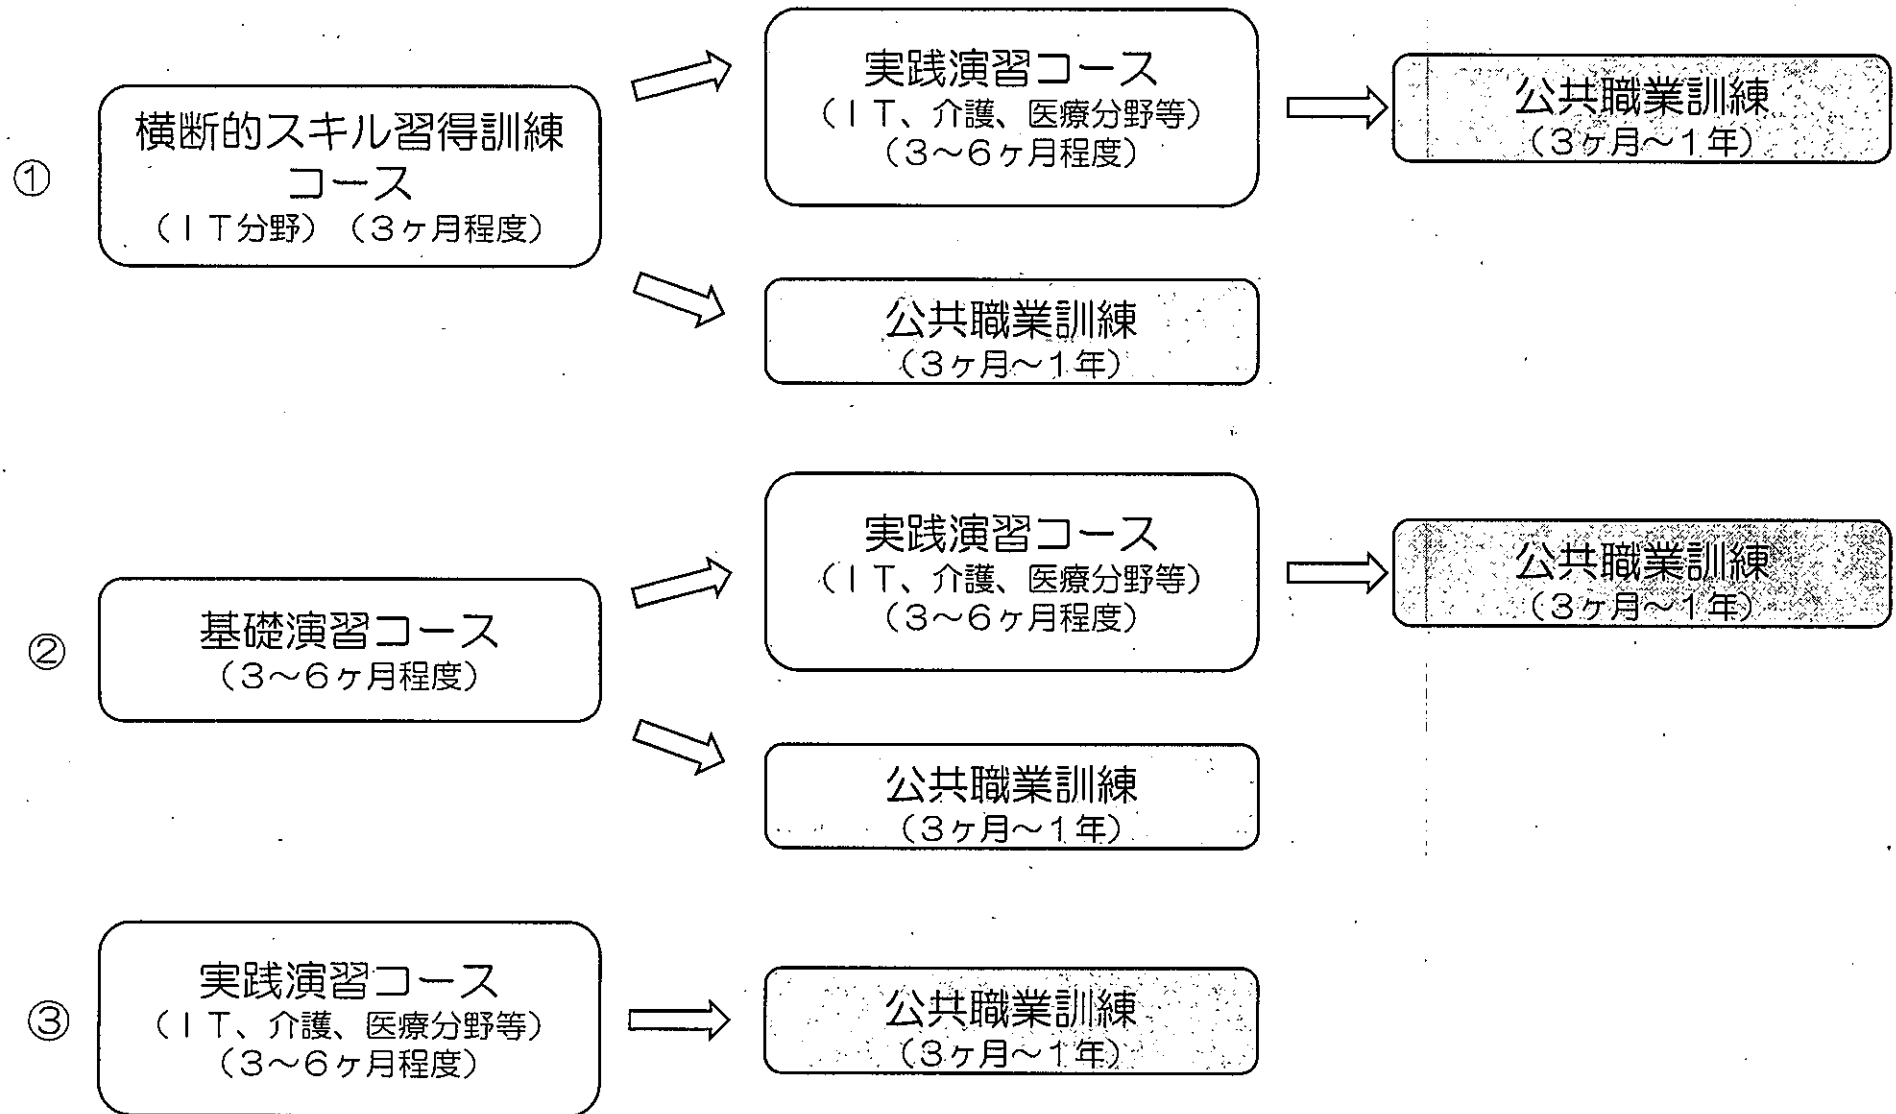 ①
横断的スキル習得訓練
コース
(IT分野)(3ヶ月程度)
実践演習コース
(IT、介護、医療分野等)
(3~6ヶ月程度)
公共職業訓練
(3ヶ月~1年)
公共職業訓練
(3ヶ月~1年)
②
基礎演習コース
(3~6ヶ月程度)
実践演習コース
(IT、介護、医療分野等)
(3~6ヶ月程度)
公共職業訓練
(3ヶ月~1年)
公共職業訓練
(3ヶ月~1年)
③
実践演習コース
(IT、介護、医療分野等)
(3~6ヶ月程度)
公共職業訓練
(3ヶ月~1年)